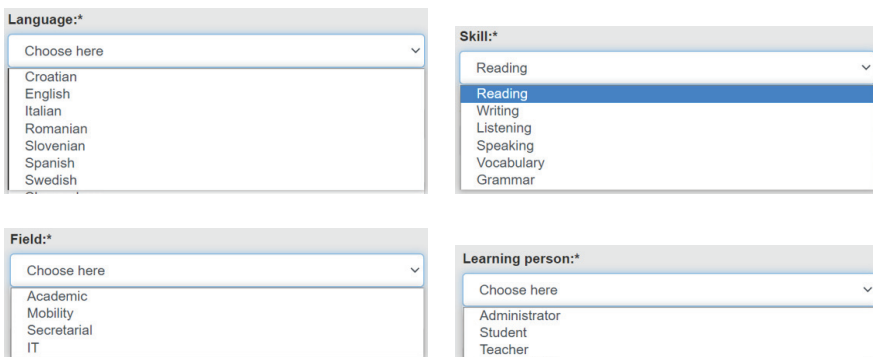 Language:*
Choose here
Croatian
English
Italian
Romanian
Slovenian
Spanish
Swedish
Skill:*
Reading
Reading
Writing
Listening
Speaking
Vocabulary
Grammar
Field:*
Choose here
Academic
Mobility
Secretarial
IT
Learning person:*
Choose here
Administrator
Student
Teacher